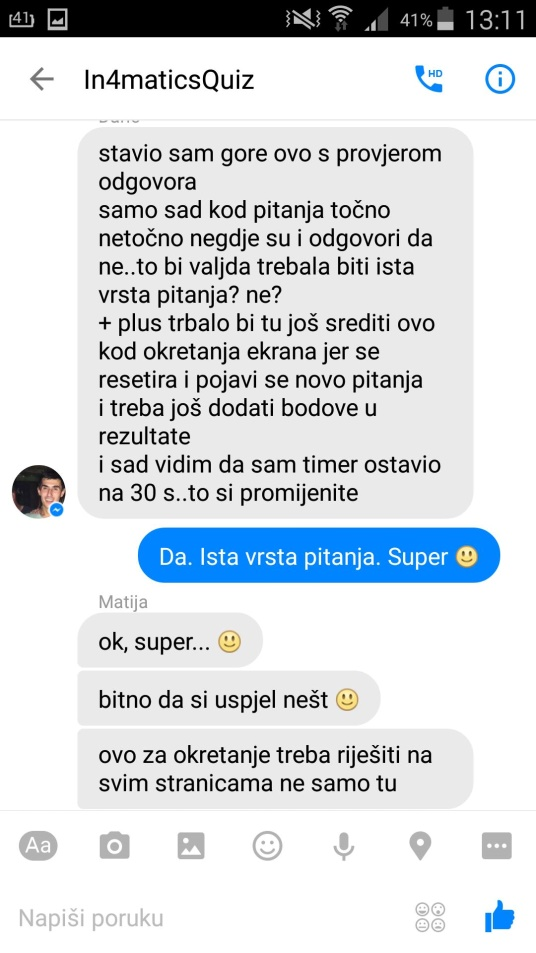 41
41%
13:11
In4maticsQuiz
HD
stavio sam gore ovo s provjerom
odgovora
samo sad kod pitanja točno
netočno negdje su i odgovori da
ne..to bi valjda trebala biti ista
vrsta pitanja? ne?
+ plus trbalo bi tu još srediti ovo
kod okretanja ekrana jer se
resetira i pojavi se novo pitanja
i treba još dodati bodove u
rezultate
i sad vidim da sam timer ostavio
na 30 s..to si promijenite
Da. Ista vrsta pitanja. Super 🙂
Matija
ok, super... 🙂
bitno da si uspjel nešt 🙂
ovo za okretanje treba riješiti na
svim stranicama ne samo tu
Aa
Napiši poruku